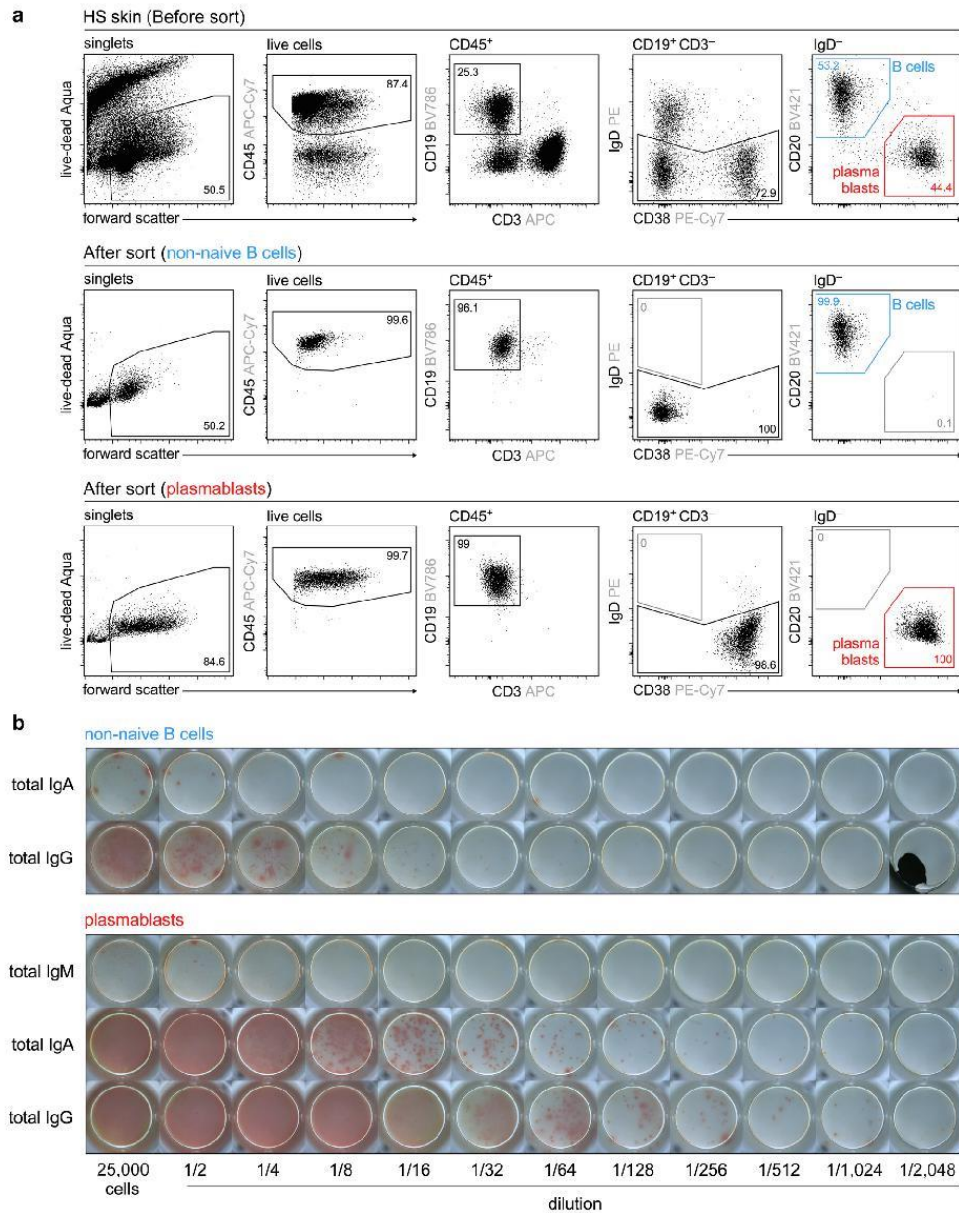 a
HS skin (Before sort)
singlets
live cells
CD45⁺
CD19⁺ CD3⁻
IgD⁻
live-dead Aqua
50.5
CD45 APC-Cy7
87.4
CD19 BV786
25.3
IgD PE
72.9
CD20 BV421
53.2
B cells
plasma
blasts
44.4
forward scatter
CD3 APC
CD38 PE-Cy7
After sort (non-naive B cells)
singlets
live cells
CD45⁺
CD19⁺ CD3⁻
IgD⁻
live-dead Aqua
50.2
CD45 APC-Cy7
99.6
CD19 BV786
96.1
IgD PE
0
100
CD20 BV421
99.9
B cells
0.1
forward scatter
CD3 APC
CD38 PE-Cy7
After sort (plasmablasts)
singlets
live cells
CD45⁺
CD19⁺ CD3⁻
IgD⁻
live-dead Aqua
84.6
CD45 APC-Cy7
99.7
CD19 BV786
99
IgD PE
0
98.6
CD20 BV421
0
plasma
blasts
100
forward scatter
CD3 APC
CD38 PE-Cy7
b
non-naive B cells
total IgA
total IgG
plasmablasts
total IgM
total IgA
total IgG
25,000 1/2 1/4 1/8 1/16 1/32 1/64 1/128 1/256 1/512 1/1,024 1/2,048
cells
dilution